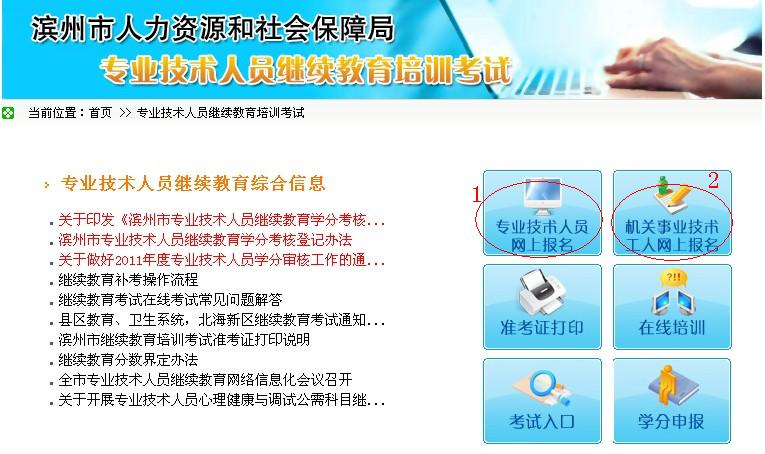 滨州市人力资源和社会保障局
专业技术人员继续教育培训考试
当前位置：首页 >> 专业技术人员继续教育培训考试
专业技术人员继续教育综合信息
关于印发《滨州市专业技术人员继续教育学分考核...
滨州市专业技术人员继续教育学分考核登记办法
关于做好2011年度专业技术人员学分审核工作的通...
继续教育补考操作流程
继续教育考试在线考试常见问题解答
县区教育、卫生系统，北海新区继续教育考试通知...
滨州市继续教育培训考试准考证打印说明
继续教育分数界定办法
全市专业技术人员继续教育网络信息化会议召开
关于开展专业技术人员心理健康与调试公需科目继...
1
专业技术人员
网上报名
2
机关事业技术
工人网上报名
准考证打印
?!!
在线培训
考试入口
学分申报